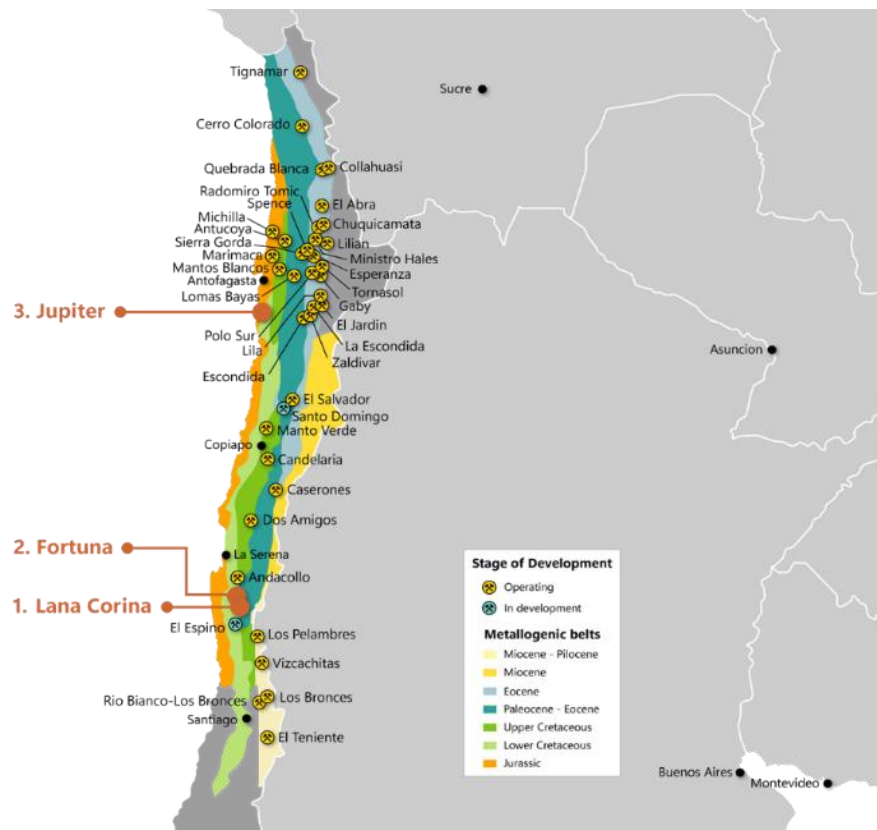 Tignamar
Sucre
Cerro Colorado
Quebrada Blanca
Collahuasi
Radomiro Tomic
Spence
El Abra
Michilla
Chuquicamata
Antucoya
Lilian
Sierra Gorda
Ministro Hales
Marimaca
Esperanza
Mantos Blancos
Antofagasta
Tornasol
Lomas Bayas
Gaby
3. Jupiter
El Jardin
Polo Sur
La Escondida
Lila
Zaldivar
Escondida
Asuncion
El Salvador
Santo Domingo
Manto Verde
Copiapo
Candelaria
Caserones
Dos Amigos
2. Fortuna
La Serena
Andacollo
1. Lana Corina
El Espino
Los Pelambres
Vizcachitas
Rio Bianco-Los Bronces
Los Bronces
Santiago
El Teniente
Stage of Development
Operating
In development
Metallogenic belts
Miocene - Pilocene
Miocene
Eocene
Paleocene - Eocene
Upper Cretaceous
Lower Cretaceous
Jurassic
Buenos Aires
Montevideo